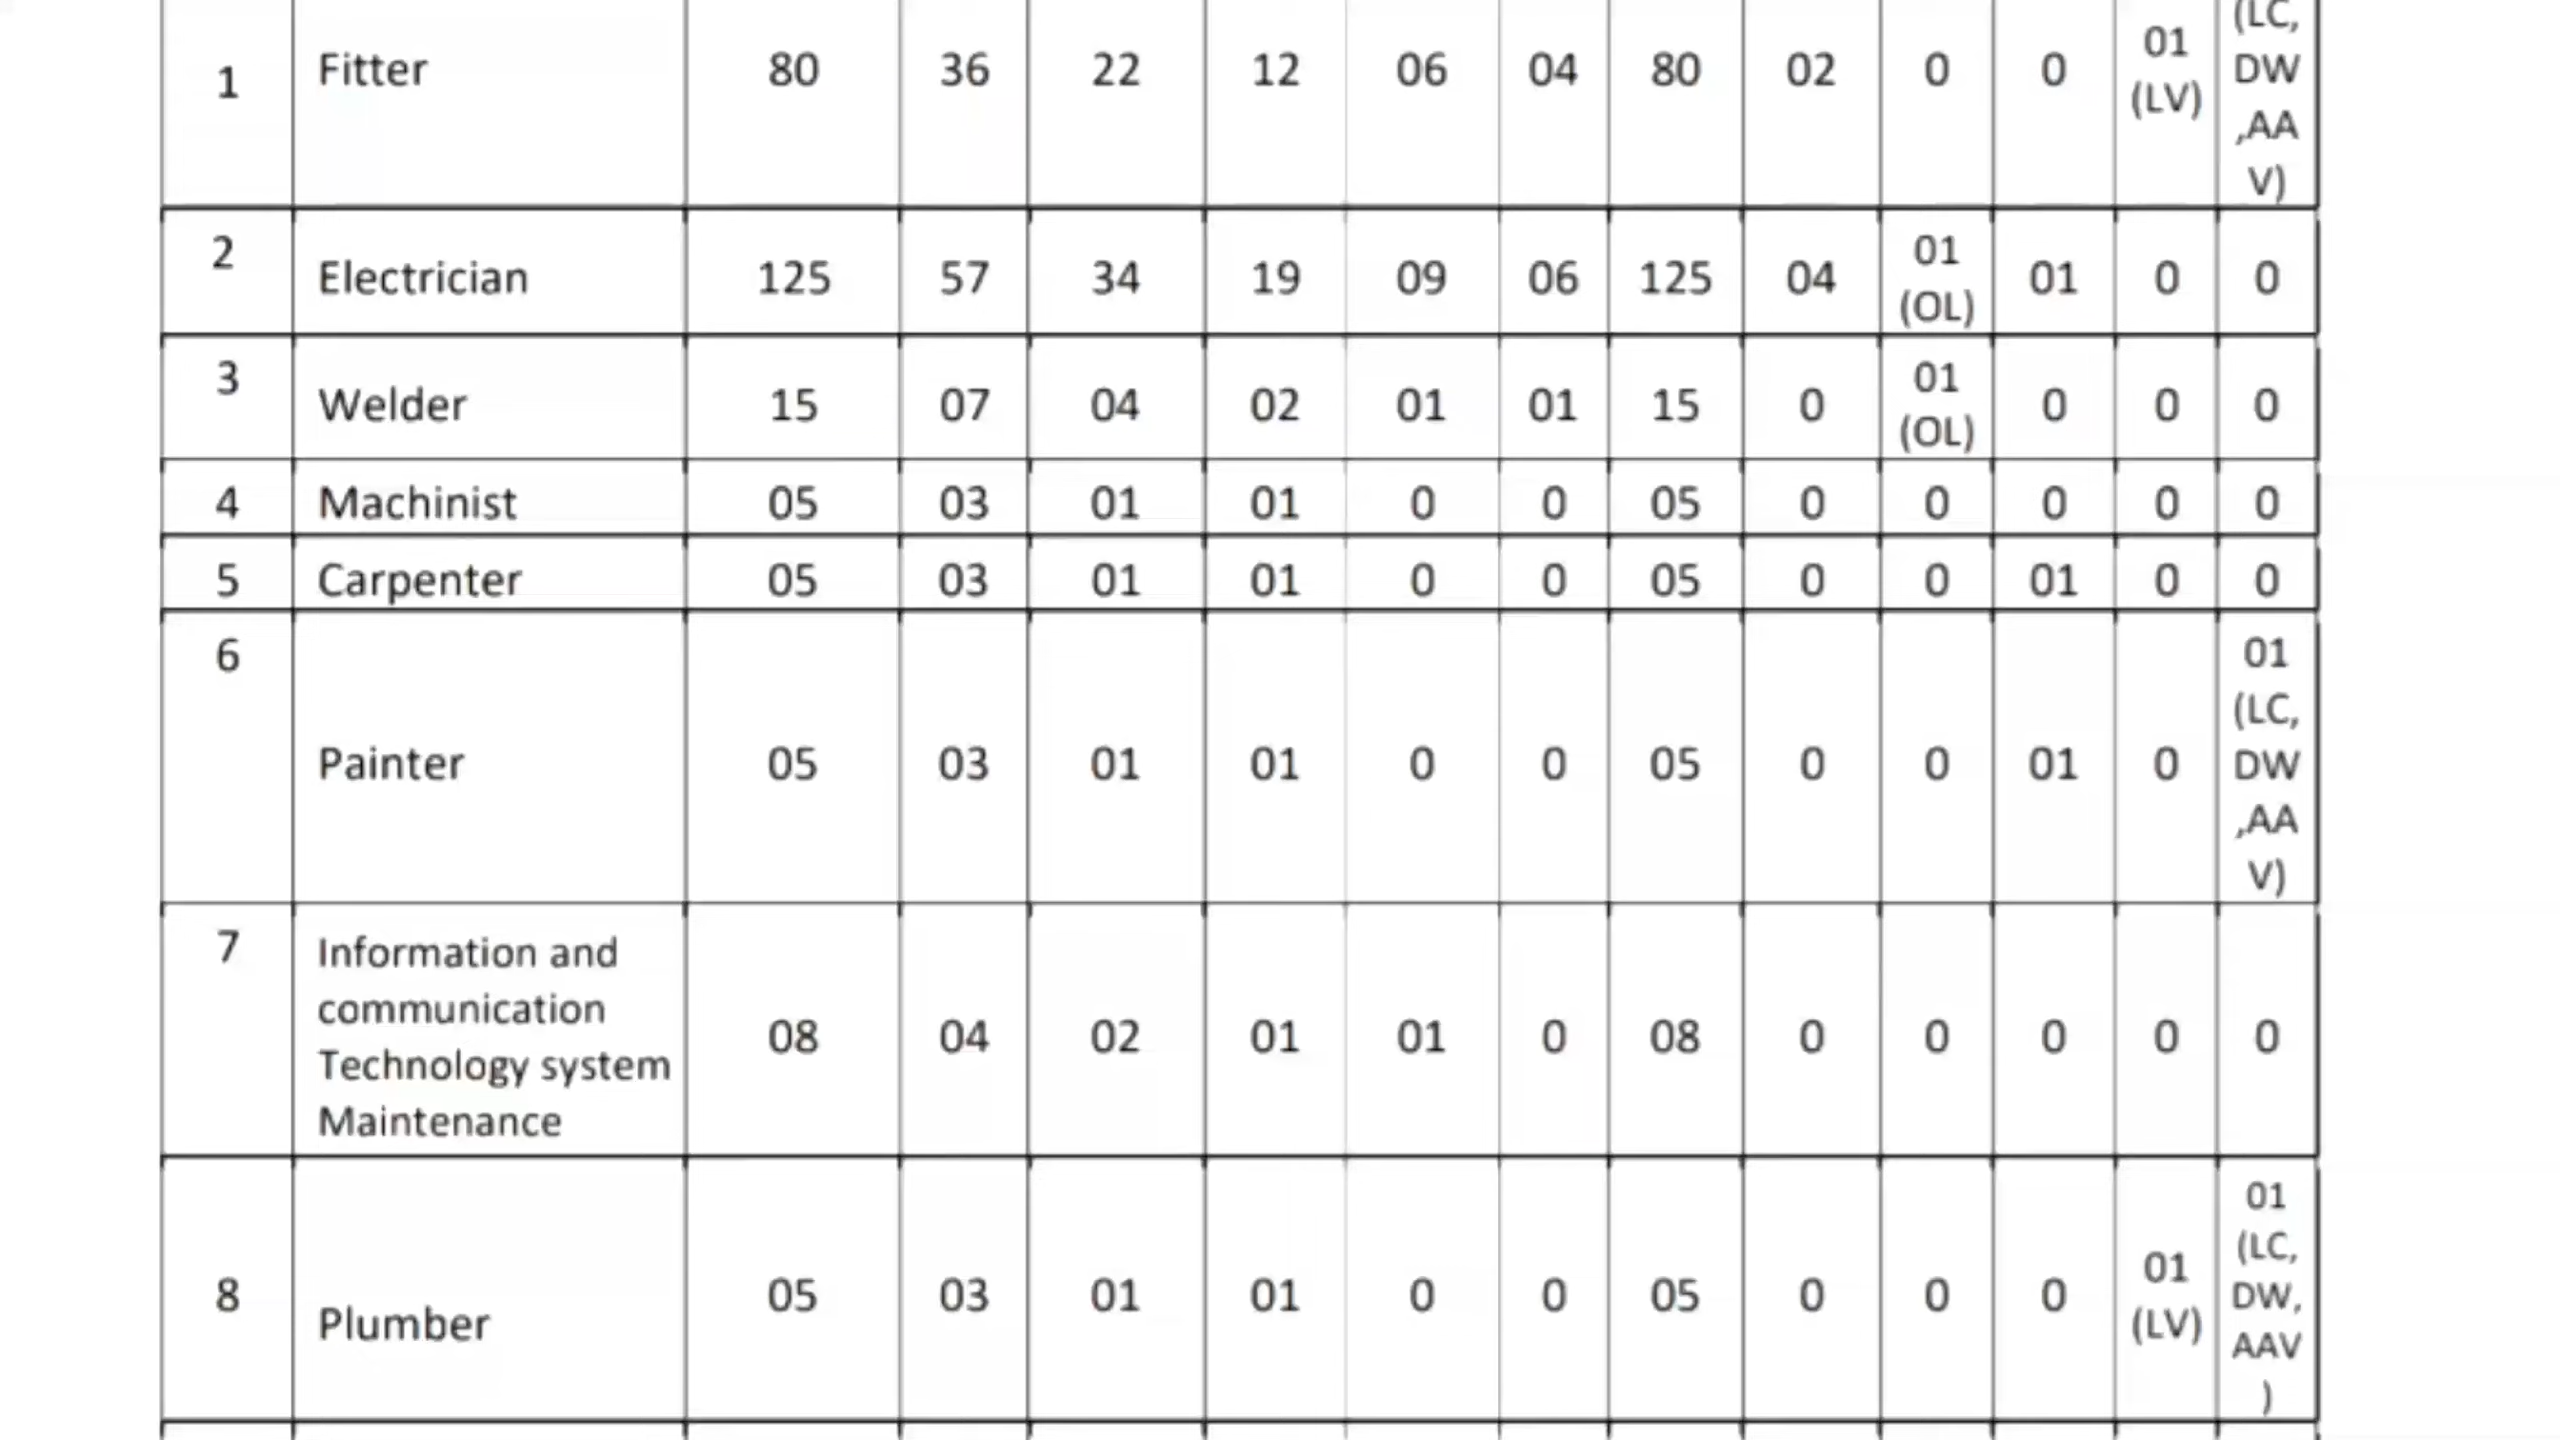 1 Fitter 80 36 22 12 06 04 80 02 0 0 01 (LV) (LC, DW ,AA V)
2 Electrician 125 57 34 19 09 06 125 04 01 (OL) 01 0 0
3 Welder 15 07 04 02 01 01 15 0 01 (OL) 0 0 0
4 Machinist 05 03 01 01 0 0 05 0 0 0 0 0
5 Carpenter 05 03 01 01 0 0 05 0 0 01 0 0
6 Painter 05 03 01 01 0 0 05 0 0 01 0 01 (LC, DW ,AA V)
7 Information and communication Technology system Maintenance 08 04 02 01 01 0 08 0 0 0 0 0
8 Plumber 05 03 01 01 0 0 05 0 0 0 01 (LV) 01 (LC, DW, AAV )